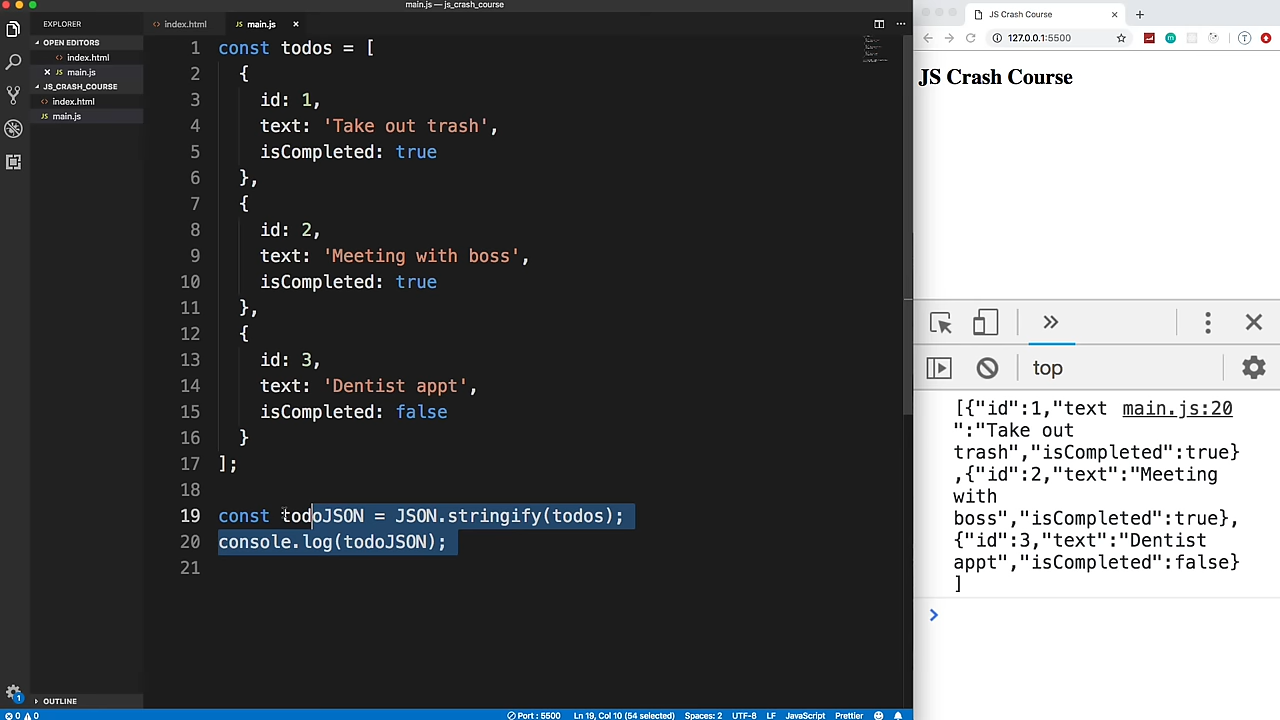 main.js — js_crash_course
EXPLORER
OPEN EDITORS
index.html
main.js
JS_CRASH_COURSE
index.html
main.js
OUTLINE
index.html
main.js
1 const todos = [
2 {
3 id: 1,
4 text: 'Take out trash',
5 isCompleted: true
6 },
7 {
8 id: 2,
9 text: 'Meeting with boss',
10 isCompleted: true
11 },
12 {
13 id: 3,
14 text: 'Dentist appt',
15 isCompleted: false
16 }
17 ];
18
19 const todoJSON = JSON.stringify(todos);
20 console.log(todoJSON);
21
1
0 0
Port : 5500
Ln 19, Col 10 (54 selected)
Spaces: 2
UTF-8
LF
JavaScript
Prettier
JS Crash Course
127.0.0.1:5500
JS Crash Course
top
[{"id":1,"text main.js:20
":"Take out
trash","isCompleted":true}
,{"id":2,"text":"Meeting
with
boss","isCompleted":true},
{"id":3,"text":"Dentist
appt","isCompleted":false}
]